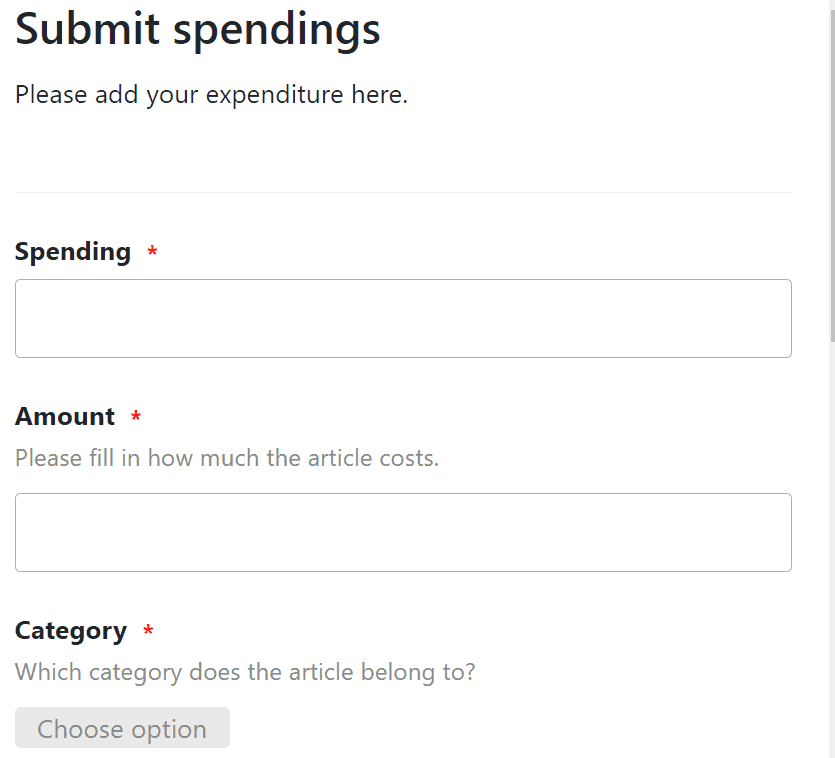 Submit spendings
Please add your expenditure here.
Spending *
Amount *
Please fill in how much the article costs.
Category *
Which category does the article belong to?
Choose option